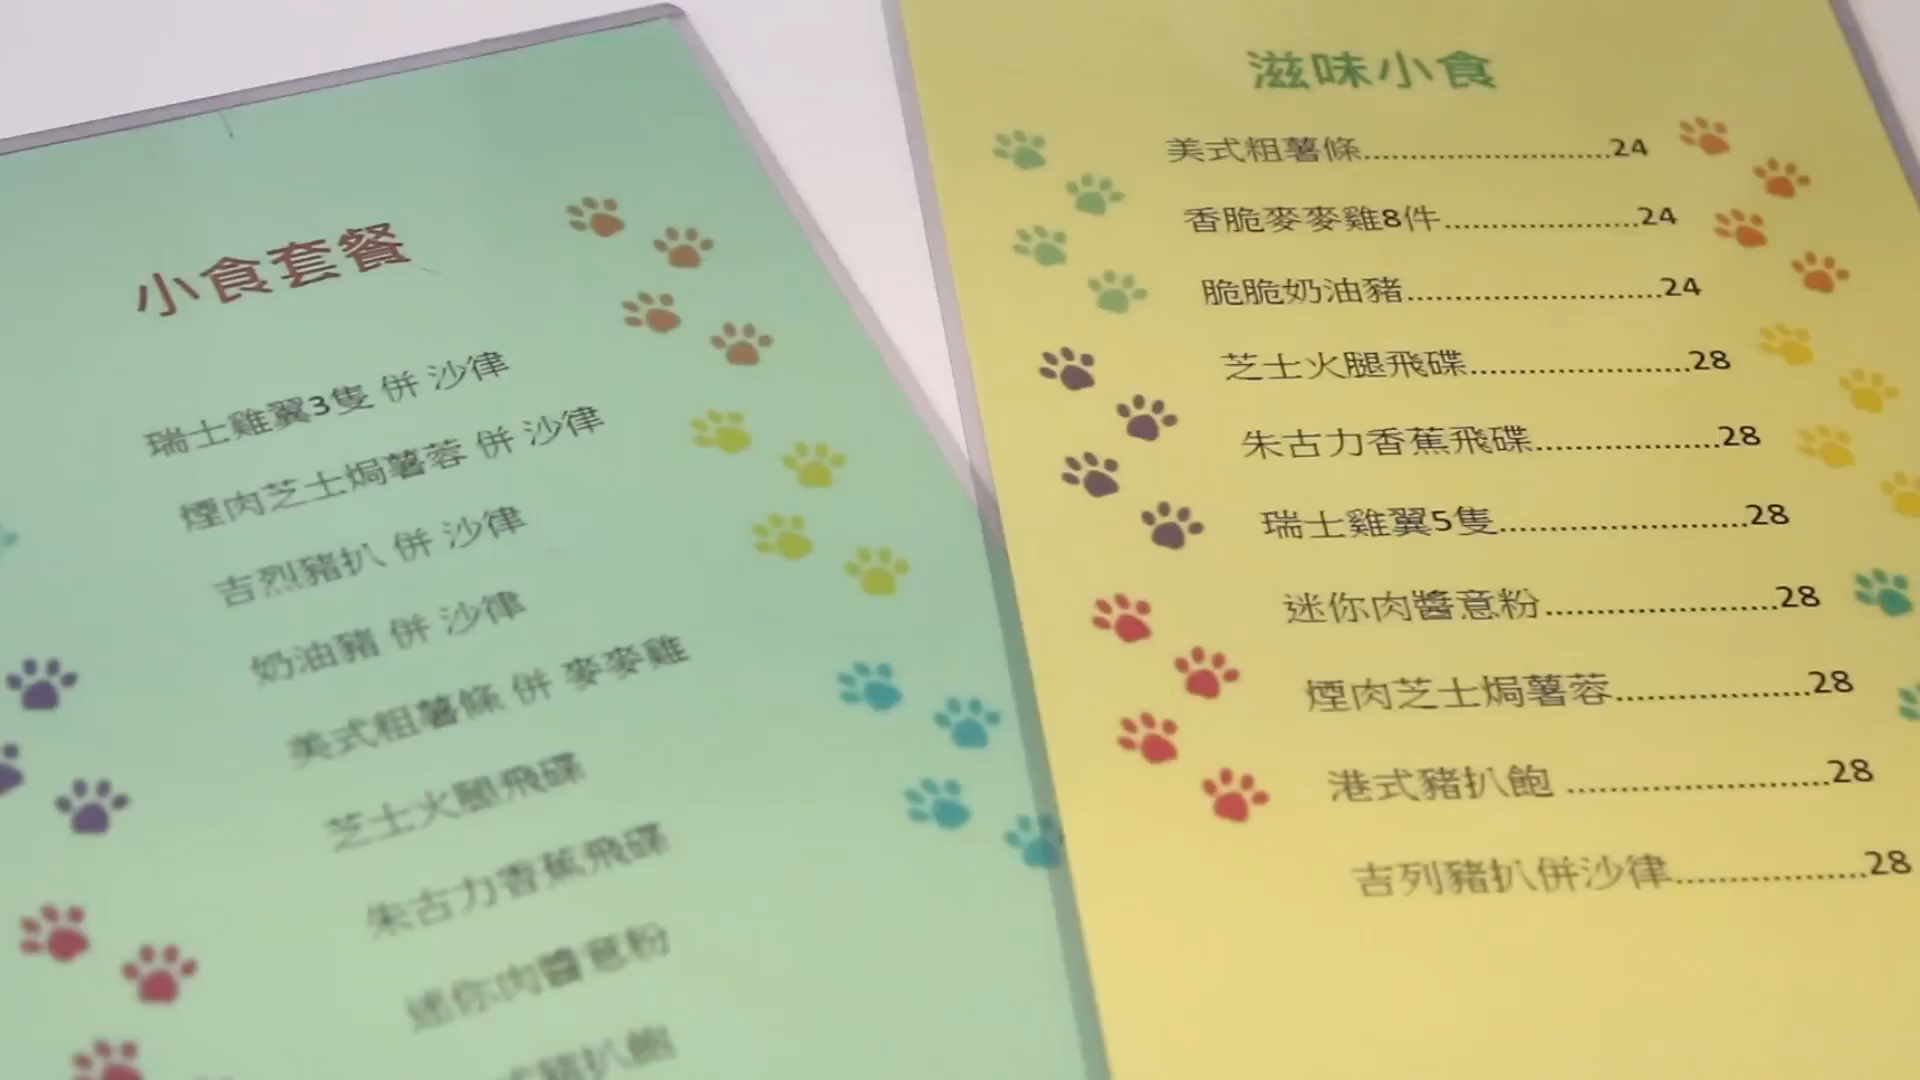 小食套餐
瑞士雞翼3隻 併 沙律
煙肉芝士焗薯蓉 併 沙律
吉烈豬扒 併 沙律
奶油豬 併 沙律
美式粗薯條 併 麥麥雞
芝士火腿飛碟
朱古力香蕉飛碟
迷你肉醬意粉
式豬扒飽
滋味小食
美式粗薯條..............................24
香脆麥麥雞8件.......................24
脆脆奶油豬..............................24
芝士火腿飛碟..........................28
朱古力香蕉飛碟......................28
瑞士雞翼5隻............................28
迷你肉醬意粉..........................28
煙肉芝士焗薯蓉......................28
港式豬扒飽 ..............................28
吉列豬扒併沙律......................28